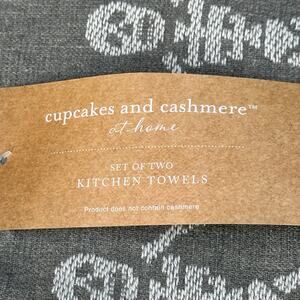 cupcakes and cashmere™
at home
SET OF TWO
KITCHEN TOWELS
Product does not contain cashmere